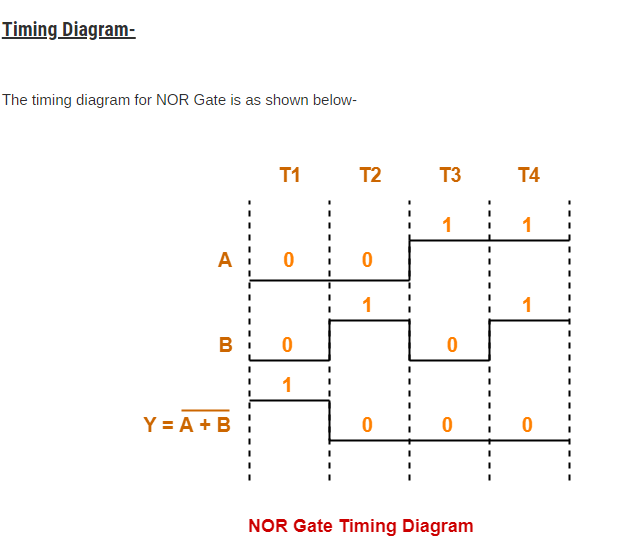 Timing Diagram-
The timing diagram for NOR Gate is as shown below-
T1 T2 T3 T4
1 1
A 0 0
1 1
B 0 0
1
Y = A + B 0 0 0
NOR Gate Timing Diagram